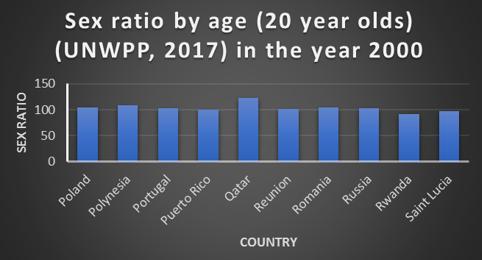 Sex ratio by age (20 year olds)
(UNWPP, 2017) in the year 2000
SEX RATIO
150
100
50
0
Poland
Polynesia
Portugal
Puerto Rico
Qatar
Reunion
Romania
Russia
Rwanda
Saint Lucia
COUNTRY